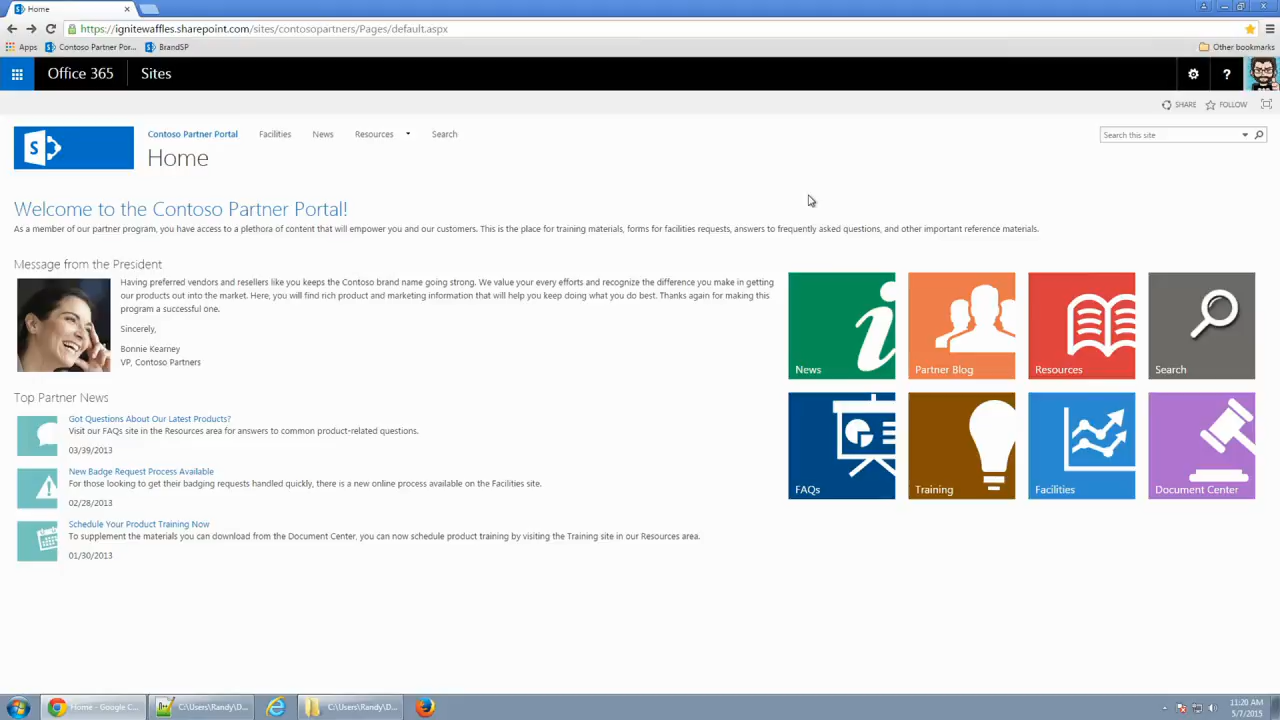 Home
https://ignitewaffles.sharepoint.com/sites/contosopartners/Pages/default.aspx
Apps Contoso Partner Por... BrandSP Other bookmarks
Office 365 Sites ?
SHARE FOLLOW
S Contoso Partner Portal Facilities News Resources Search Search this site
Home
Welcome to the Contoso Partner Portal!
As a member of our partner program, you have access to a plethora of content that will empower you and our customers. This is the place for training materials, forms for facilities requests, answers to frequently asked questions, and other important reference materials.
Message from the President
Having preferred vendors and resellers like you keeps the Contoso brand name going strong. We value your every efforts and recognize the difference you make in getting
our products out into the market. Here, you will find rich product and marketing information that will help you keep doing what you do best. Thanks again for making this
program a successful one.
Sincerely,
Bonnie Kearney
VP, Contoso Partners
Top Partner News
Got Questions About Our Latest Products?
Visit our FAQs site in the Resources area for answers to common product-related questions.
03/39/2013
New Badge Request Process Available
For those looking to get their badging requests handled quickly, there is a new online process available on the Facilities site.
02/28/2013
Schedule Your Product Training Now
To supplement the materials you can download from the Document Center, you can now schedule product training by visiting the Training site in our Resources area.
01/30/2013
News Partner Blog Resources Search
FAQs Training Facilities Document Center
Home - Google C... C:\Users\Randy\D... C:\Users\Randy\D...
11:20 AM
5/7/2015